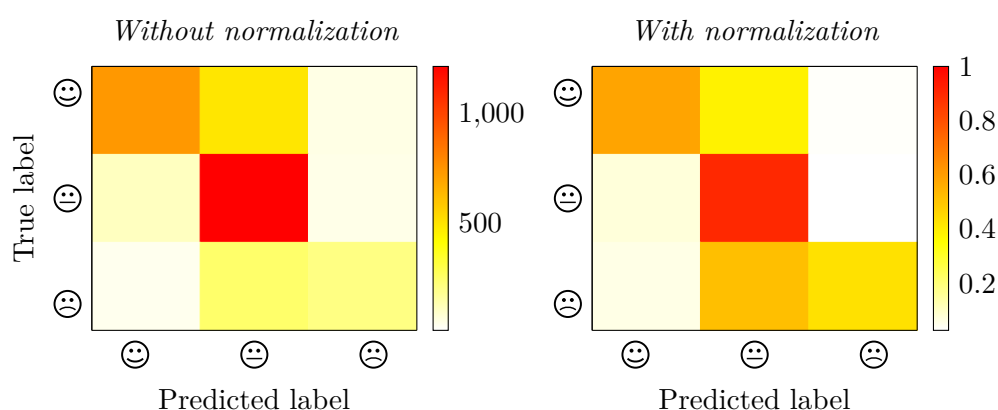 Without normalization
True label
1,000
500
Predicted label
With normalization
1
0.8
0.6
0.4
0.2
Predicted label